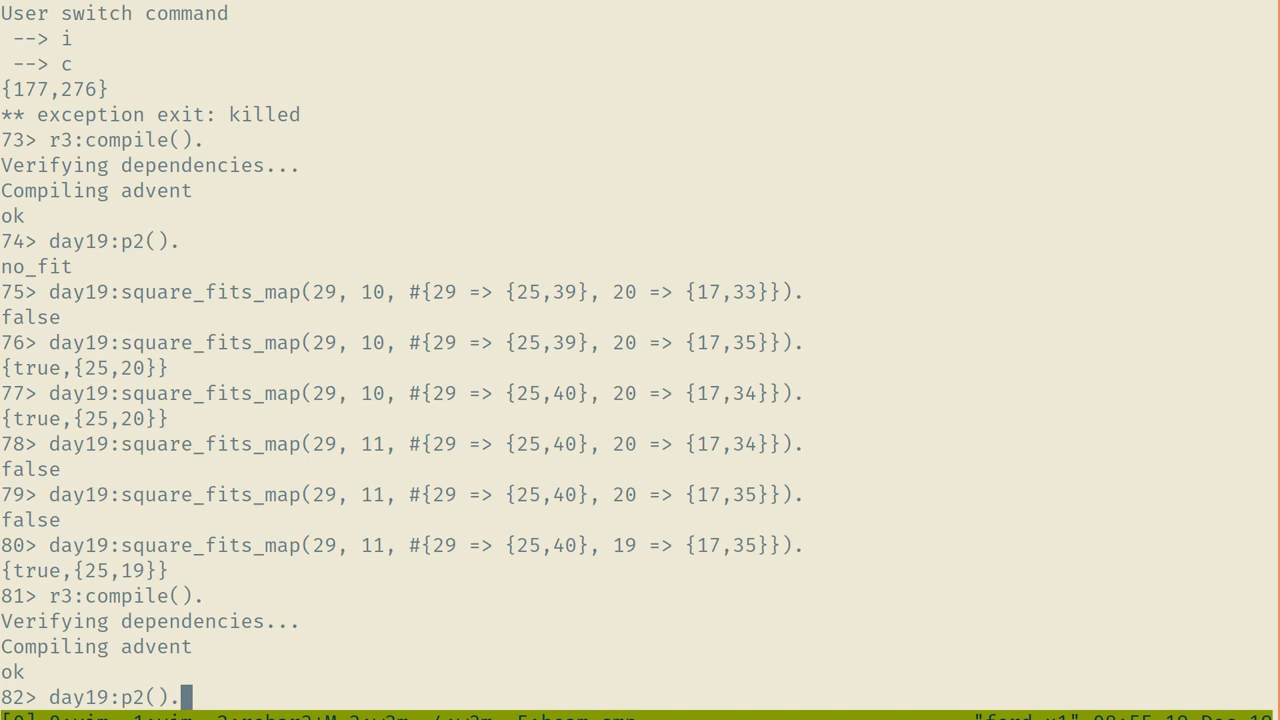 User switch command
 --> i
 --> c
{177,276}
** exception exit: killed
73> r3:compile().
Verifying dependencies...
Compiling advent
ok
74> day19:p2().
no_fit
75> day19:square_fits_map(29, 10, #{29 => {25,39}, 20 => {17,33}}).
false
76> day19:square_fits_map(29, 10, #{29 => {25,39}, 20 => {17,35}}).
{true,{25,20}}
77> day19:square_fits_map(29, 10, #{29 => {25,40}, 20 => {17,34}}).
{true,{25,20}}
78> day19:square_fits_map(29, 11, #{29 => {25,40}, 20 => {17,34}}).
false
79> day19:square_fits_map(29, 11, #{29 => {25,40}, 20 => {17,35}}).
false
80> day19:square_fits_map(29, 11, #{29 => {25,40}, 19 => {17,35}}).
{true,{25,19}}
81> r3:compile().
Verifying dependencies...
Compiling advent
ok
82> day19:p2().